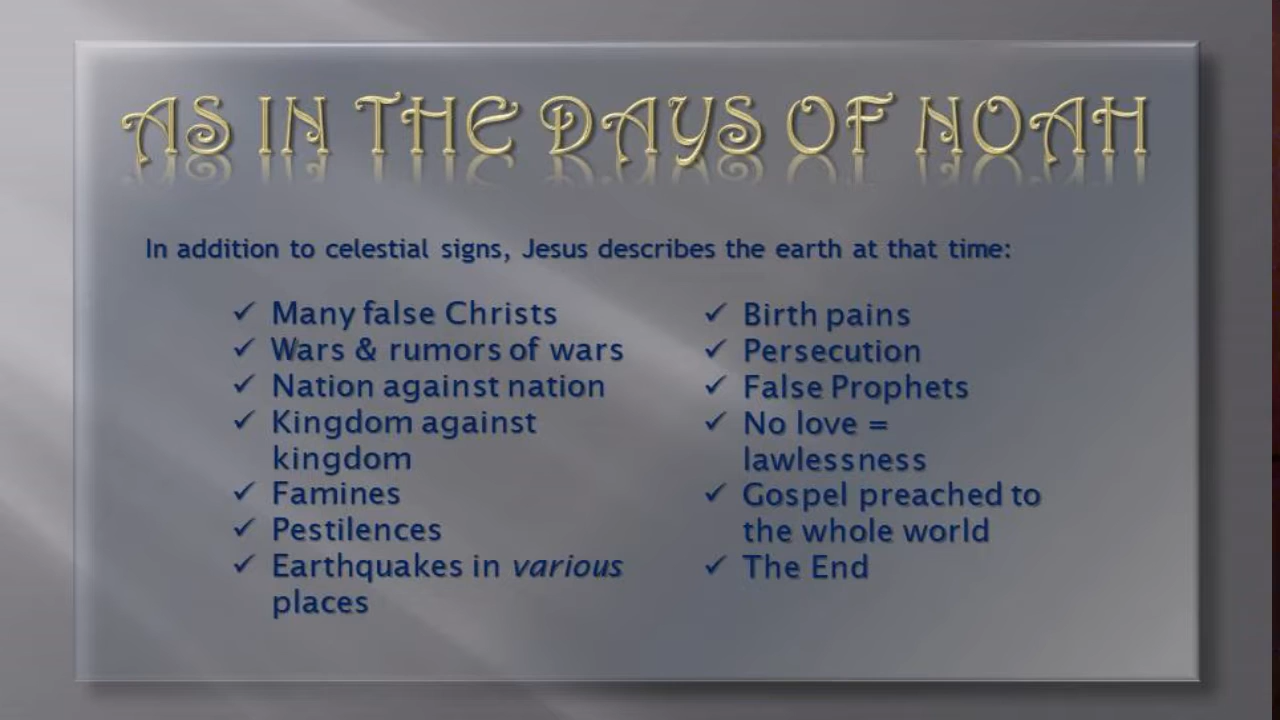 AS IN THE DAYS OF NOAH
In addition to celestial signs, Jesus describes the earth at that time:
✓ Many false Christs
✓ Wars & rumors of wars
✓ Nation against nation
✓ Kingdom against
kingdom
✓ Famines
✓ Pestilences
✓ Earthquakes in various
places
✓ Birth pains
✓ Persecution
✓ False Prophets
✓ No love =
lawlessness
✓ Gospel preached to
the whole world
✓ The End